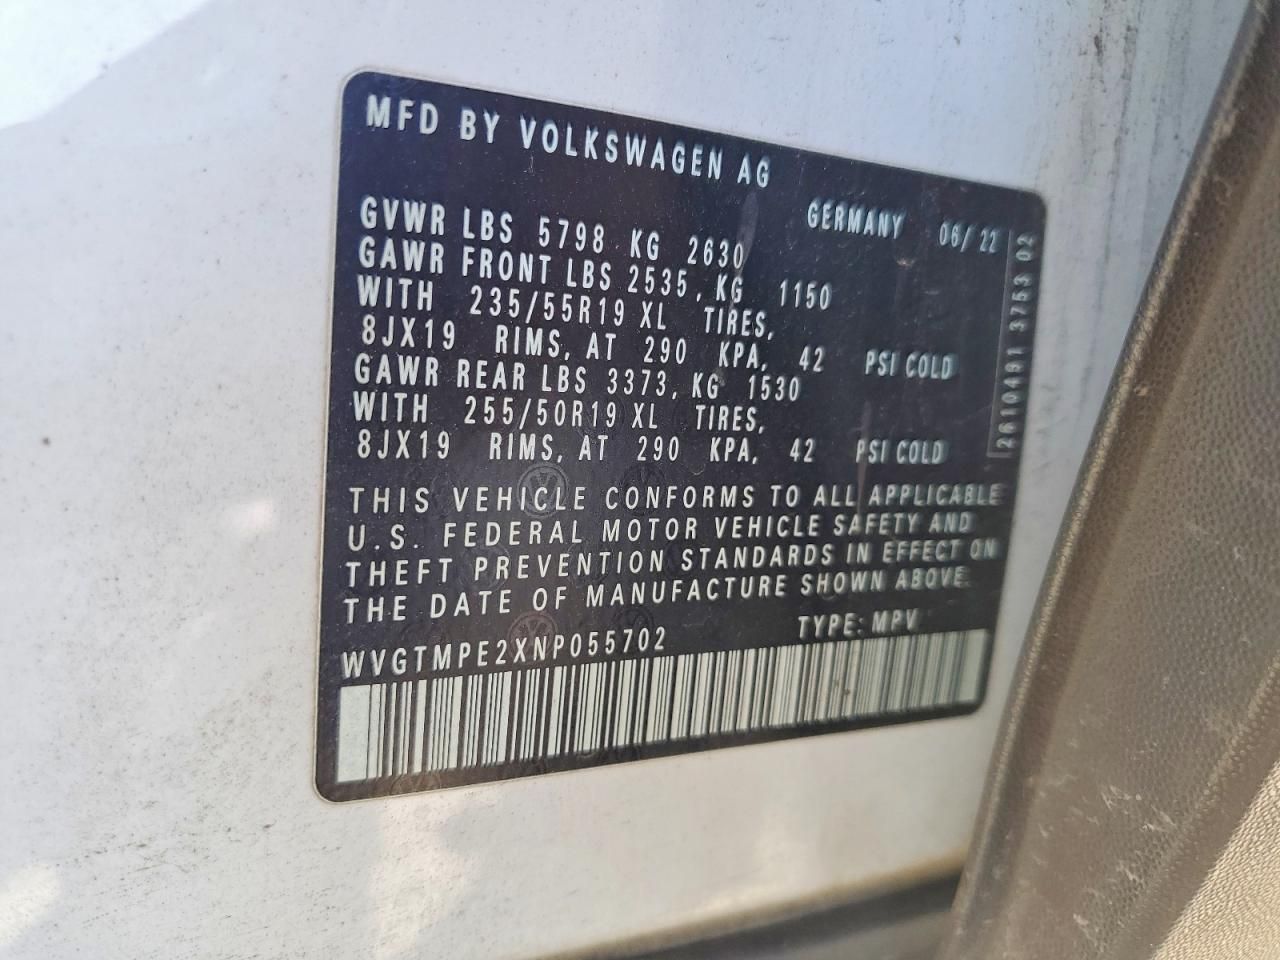 MFD BY VOLKSWAGEN AG
GERMANY 06/22
GVWR LBS 5798 KG 2630
GAWR FRONT LBS 2535, KG 1150
WITH 235/55R19 XL TIRES,
8JX19 RIMS, AT 290 KPA, 42 PSI COLD
GAWR REAR LBS 3373, KG 1530
WITH 255/50R19 XL TIRES,
8JX19 RIMS, AT 290 KPA, 42 PSI COLD
THIS VEHICLE CONFORMS TO ALL APPLICABLE
U.S. FEDERAL MOTOR VEHICLE SAFETY AND
THEFT PREVENTION STANDARDS IN EFFECT ON
THE DATE OF MANUFACTURE SHOWN ABOVE.
WVGTMPE2XNP055702 TYPE: MPV
2610491 3753 02